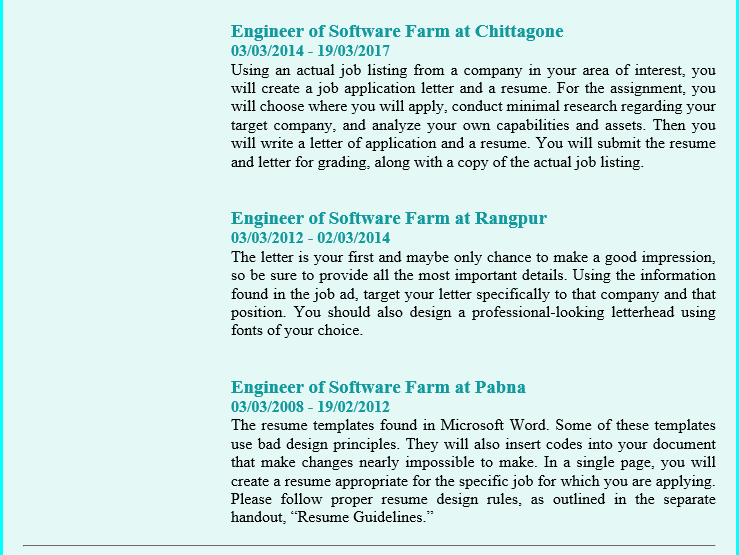 Engineer of Software Farm at Chittagone
03/03/2014 - 19/03/2017
Using an actual job listing from a company in your area of interest, you
will create a job application letter and a resume. For the assignment, you
will choose where you will apply, conduct minimal research regarding your
target company, and analyze your own capabilities and assets. Then you
will write a letter of application and a resume. You will submit the resume
and letter for grading, along with a copy of the actual job listing.
Engineer of Software Farm at Rangpur
03/03/2012 - 02/03/2014
The letter is your first and maybe only chance to make a good impression,
so be sure to provide all the most important details. Using the information
found in the job ad, target your letter specifically to that company and that
position. You should also design a professional-looking letterhead using
fonts of your choice.
Engineer of Software Farm at Pabna
03/03/2008 - 19/02/2012
The resume templates found in Microsoft Word. Some of these templates
use bad design principles. They will also insert codes into your document
that make changes nearly impossible to make. In a single page, you will
create a resume appropriate for the specific job for which you are applying.
Please follow proper resume design rules, as outlined in the separate
handout, “Resume Guidelines.”